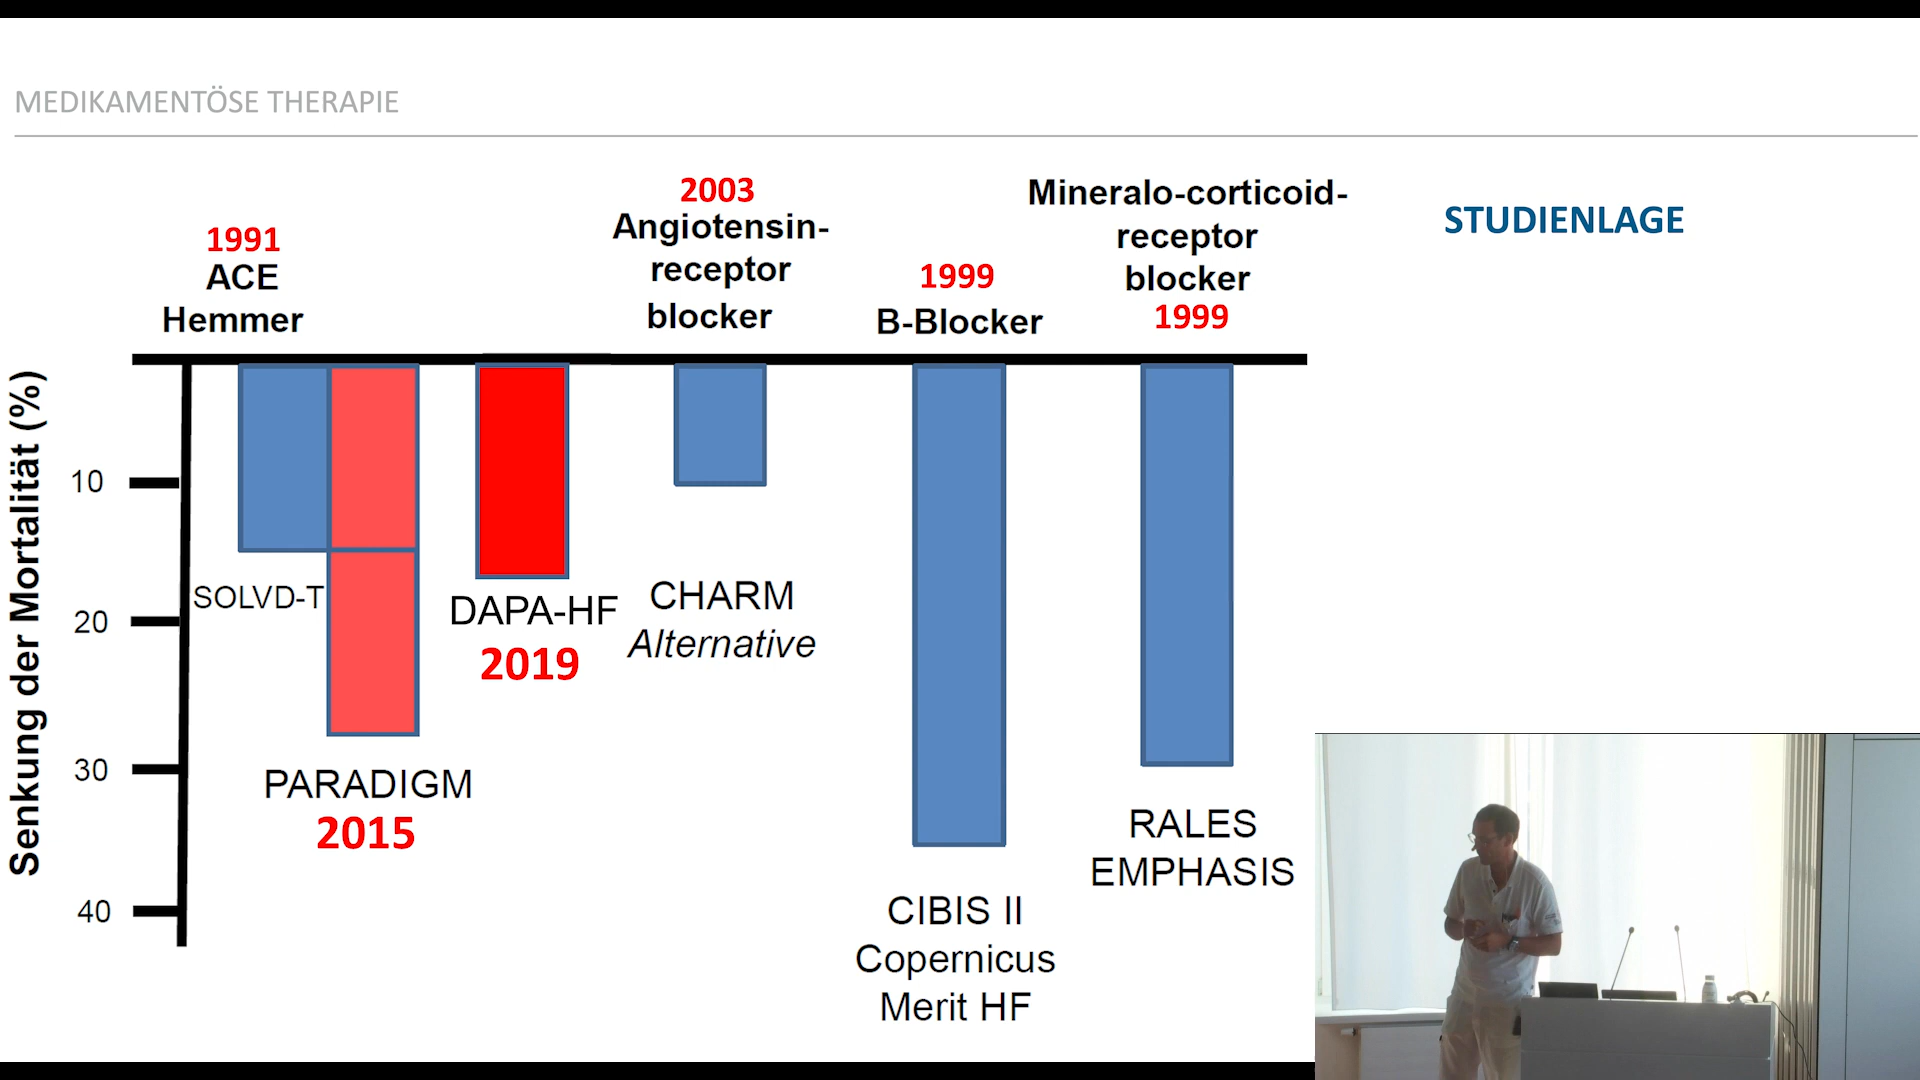 MEDIKAMENTÖSE THERAPIE
STUDIENLAGE
1991
ACE
Hemmer
2003
Angiotensin-
receptor
blocker
1999
B-Blocker
Mineralo-corticoid-
receptor
blocker
1999
Senkung der Mortalität (%)
10
20
30
40
SOLVD-T
PARADIGM
2015
DAPA-HF
2019
CHARM
Alternative
CIBIS II
Copernicus
Merit HF
RALES
EMPHASIS